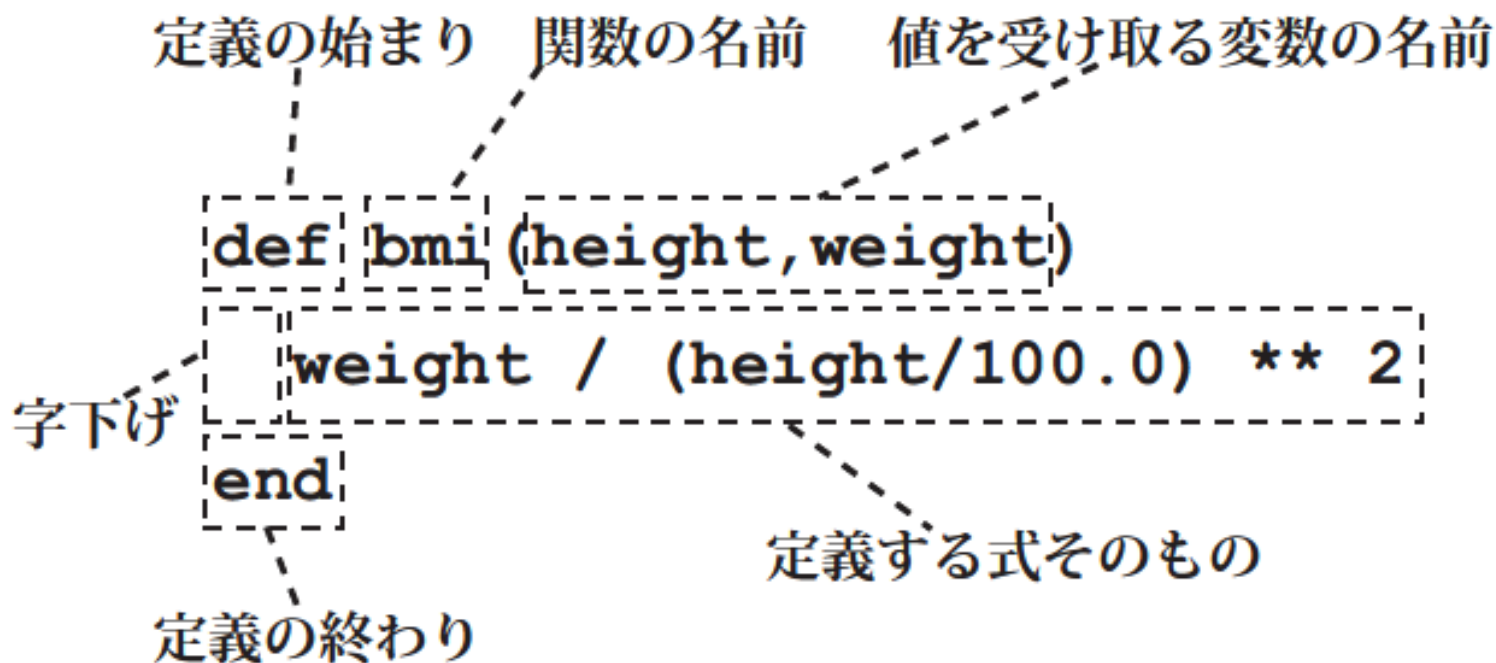 定義の始まり 関数の名前 値を受け取る変数の名前
def bmi(height,weight)
weight / (height/100.0) ** 2
字下げ
end
定義する式そのもの
定義の終わり